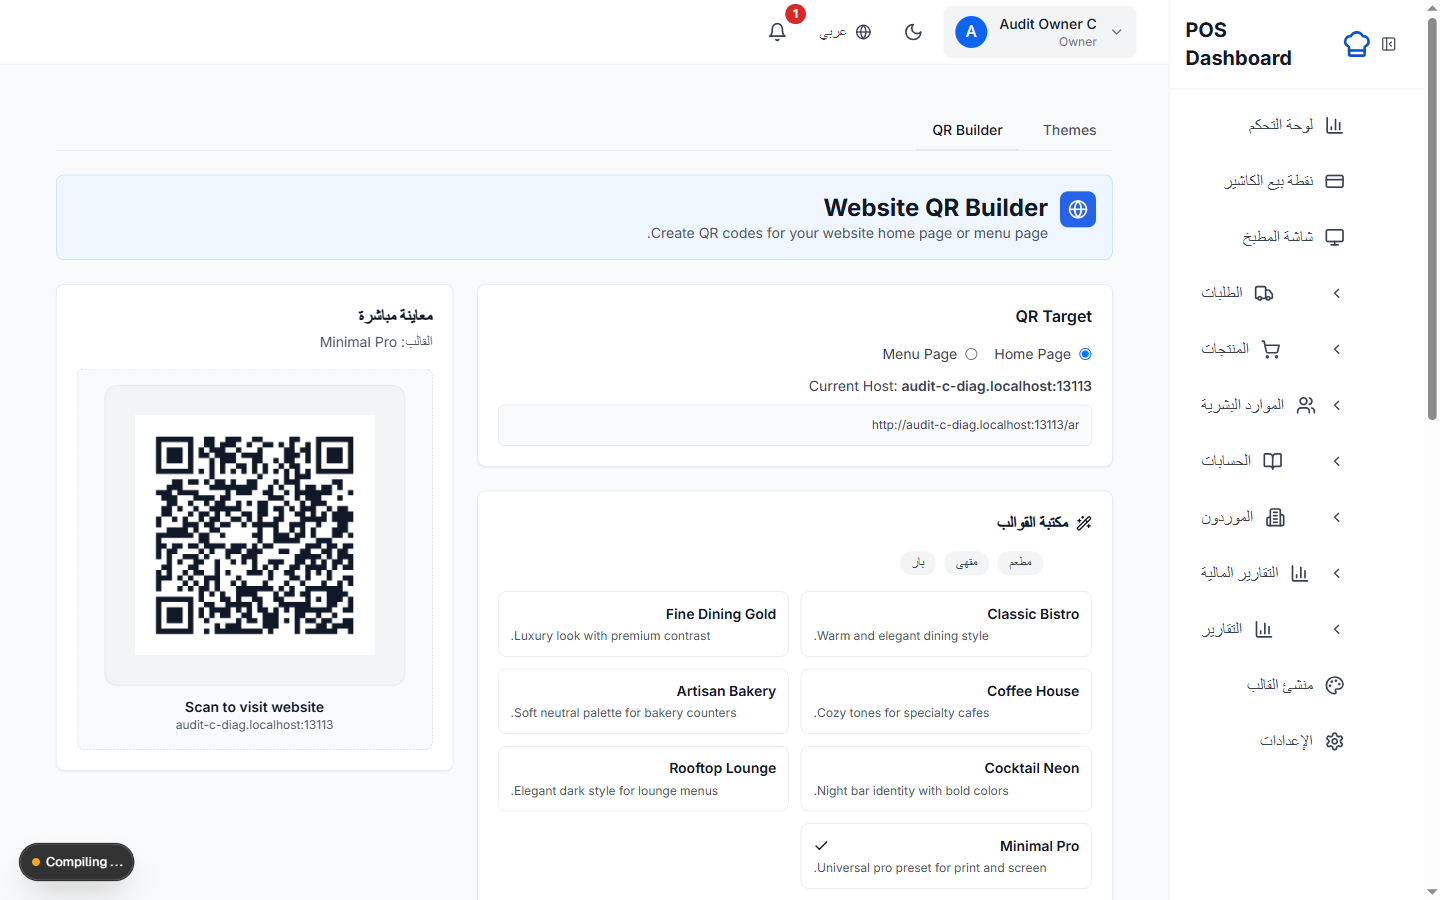 POS
Dashboard
Audit Owner C
Owner
A
عربي
1
لوحة التحكم
نقطة بيع الكاشير
شاشة المطبخ
الطلبات
المنتجات
الموارد البشرية
الحسابات
الموردون
التقارير المالية
التقارير
منشئ القالب
الإعدادات
QR Builder
Themes
Website QR Builder
.Create QR codes for your website home page or menu page
QR Target
Menu Page
Home Page
Current Host: audit-c-diag.localhost:13113
http://audit-c-diag.localhost:13113/ar
معاينة مباشرة
القالب: Minimal Pro
Scan to visit website
audit-c-diag.localhost:13113
مكتبة القوالب
مطعم
مقهى
بار
Classic Bistro
.Warm and elegant dining style
Fine Dining Gold
.Luxury look with premium contrast
Coffee House
.Cozy tones for specialty cafes
Artisan Bakery
.Soft neutral palette for bakery counters
Cocktail Neon
.Night bar identity with bold colors
Rooftop Lounge
.Elegant dark style for lounge menus
Minimal Pro
.Universal pro preset for print and screen
Compiling ...